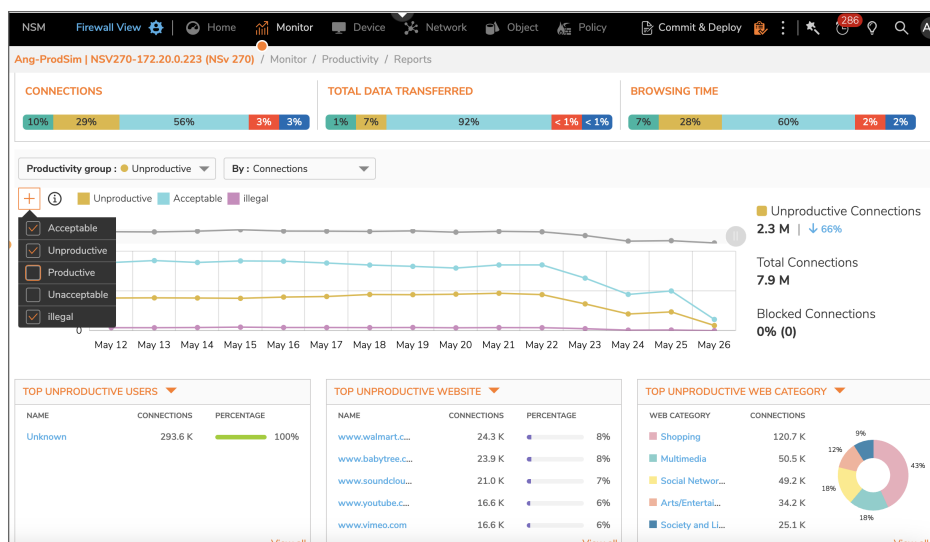 NSM Firewall View Home Monitor Device Network Object Policy Commit & Deploy 286
Ang-ProdSim | NSV270-172.20.0.223 (NSv 270) / Monitor / Productivity / Reports
CONNECTIONS TOTAL DATA TRANSFERRED BROWSING TIME
10% 29% 56% 3% 3% 1% 7% 92% < 1% < 1% 7% 28% 60% 2% 2%
Productivity group : Unproductive By : Connections
Unproductive Acceptable illegal
Acceptable
Unproductive
Productive
Unacceptable
illegal
0
May 12 May 13 May 14 May 15 May 16 May 17 May 18 May 19 May 20 May 21 May 22 May 23 May 24 May 25 May 26
Unproductive Connections
2.3 M | ↓ 66%
Total Connections
7.9 M
Blocked Connections
0% (0)
TOP UNPRODUCTIVE USERS
NAME CONNECTIONS PERCENTAGE
Unknown 293.6 K 100%
TOP UNPRODUCTIVE WEBSITE
NAME CONNECTIONS PERCENTAGE
www.walmart.c... 24.3 K 8%
www.babytree.c... 23.9 K 8%
www.soundclou... 21.0 K 7%
www.youtube.c... 16.6 K 6%
www.vimeo.com 16.6 K 6%
TOP UNPRODUCTIVE WEB CATEGORY
WEB CATEGORY CONNECTIONS
Shopping 120.7 K
Multimedia 50.5 K
Social Networ... 49.2 K
Arts/Entertai... 34.2 K
Society and Li... 25.1 K
9%
12%
43%
18%
18%